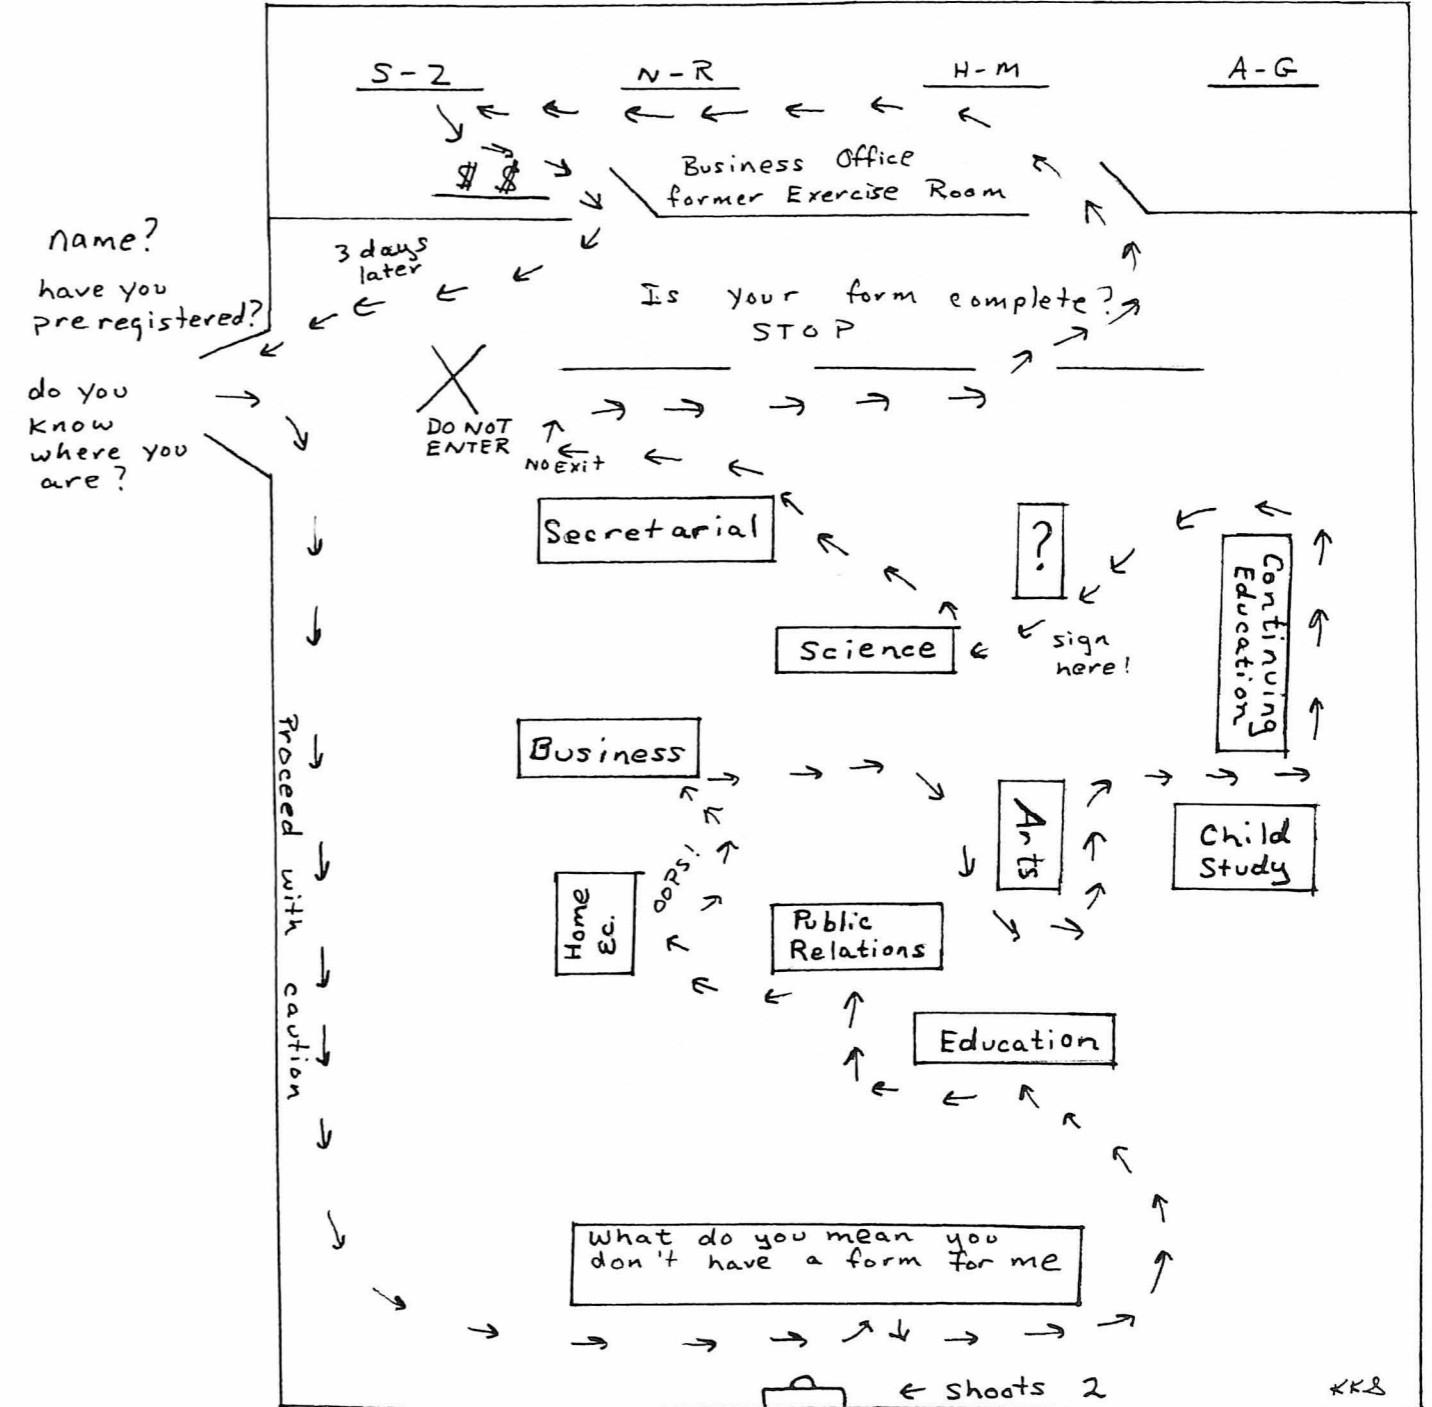 S-Z
N-R
H-M
A-G
$ $
Business Office
former Exercise Room
name?
have you
preregistered?
3 days
later
Is your form complete?
STOP
do you
know
where you
are?
DO NOT
ENTER
NO Exit
Secretarial
?
Continuing
Education
Science
sign
here!
Business
Proceed with caution
Arts
Child
Study
OOPS!
Home
Ec.
Public
Relations
Education
What do you mean you
don't have a form for me
shoots 2
KKS